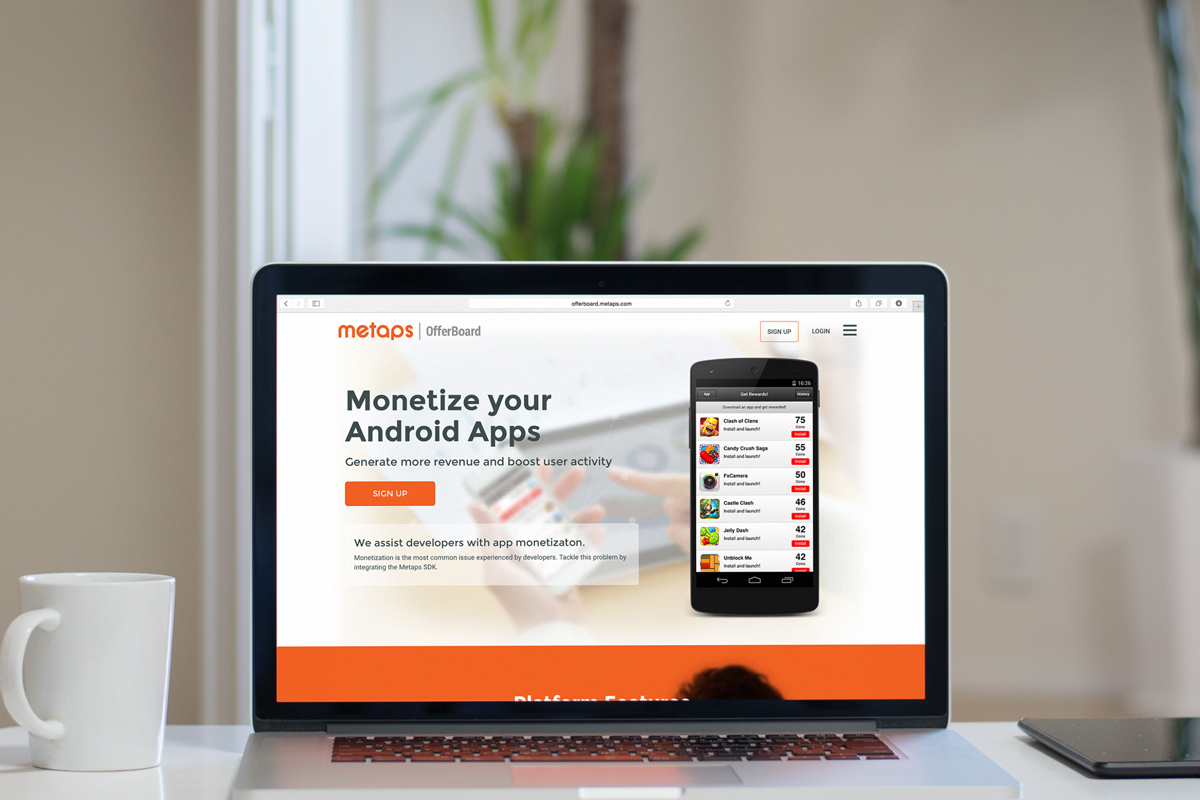 offerboard.metaps.com
metaps | OfferBoard
SIGN UP
LOGIN
Monetize your
Android Apps
Generate more revenue and boost user activity
SIGN UP
We assist developers with app monetizaton.
Monetization is the most common issue experienced by developers. Tackle this problem by
integrating the Metaps SDK.
16:26
App
Get Rewards!
History
Download an app and get rewarded!
Clash of Clans
Install and launch!
75
Coins
Install
Candy Crush Saga
Install and launch!
55
Coins
Install
FxCamera
Install and launch!
50
Coins
Install
Castle Clash
Install and launch!
46
Coins
Install
Jelly Dash
Install and launch!
42
Coins
Install
Unblock Me
Install and launch!
42
Coins
Install
Platform Features